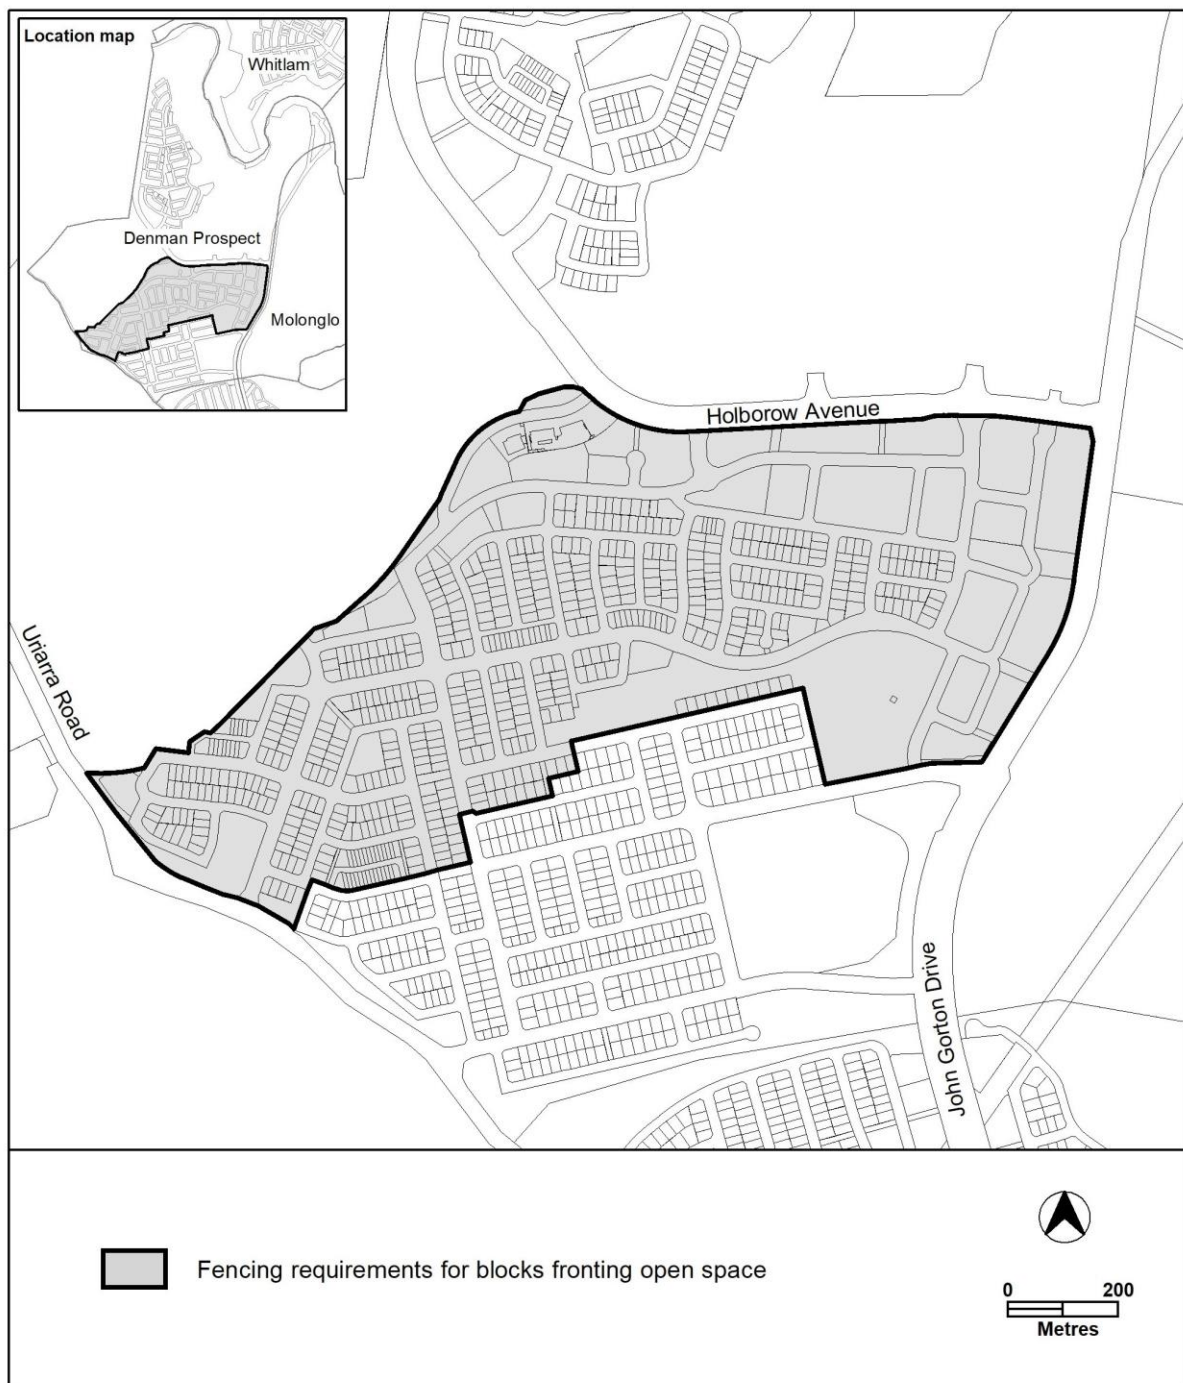 Location map
Whitlam
Denman Prospect
Molonglo
Holborow Avenue
Uriarra Road
John Gorton Drive
Fencing requirements for blocks fronting open space
0 200
Metres